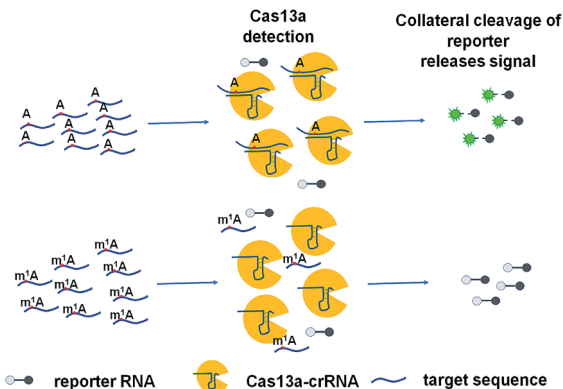 Cas13a
detection
Collateral cleavage of
reporter
releases signal
A
A
A
A
A
A
A
A
A
A
A
A
A
m¹A
m¹A
m¹A
m¹A
m¹A
m¹A
m¹A
m¹A
m¹A
m¹A
m¹A
m¹A
reporter RNA
Cas13a-crRNA
target sequence